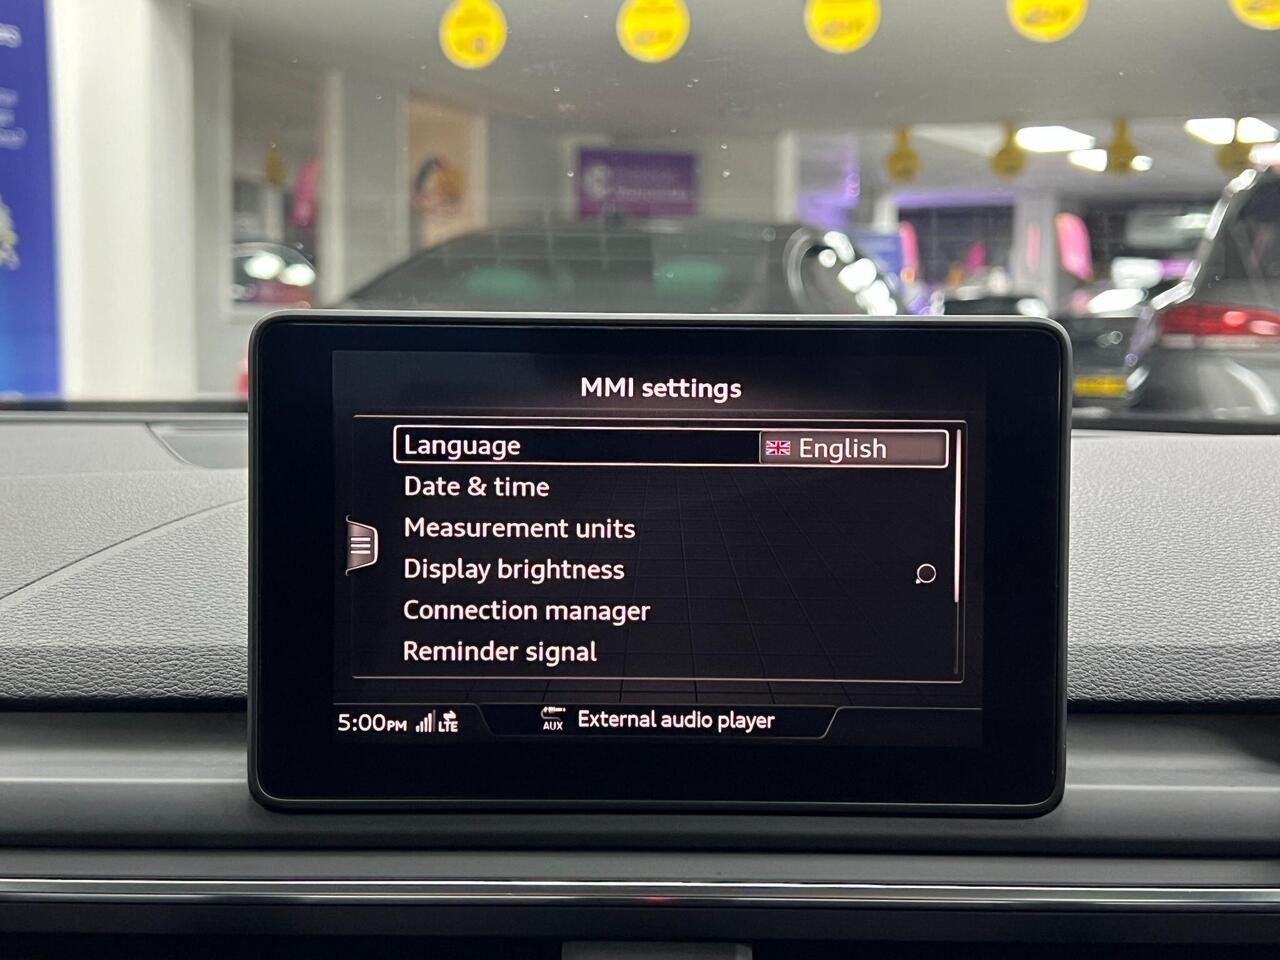 MMI settings
Language English
Date & time
Measurement units
Display brightness
Connection manager
Reminder signal
5:00PM LTE AUX External audio player